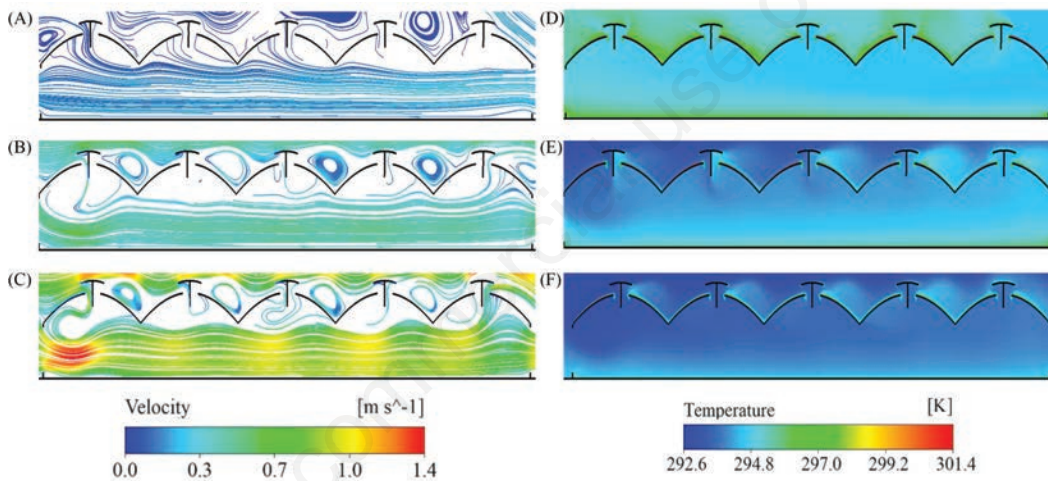 (A)
(B)
(C)
(D)
(E)
(F)
Velocity [m s^-1]
0.0 0.3 0.7 1.0 1.4
Temperature [K]
292.6 294.8 297.0 299.2 301.4